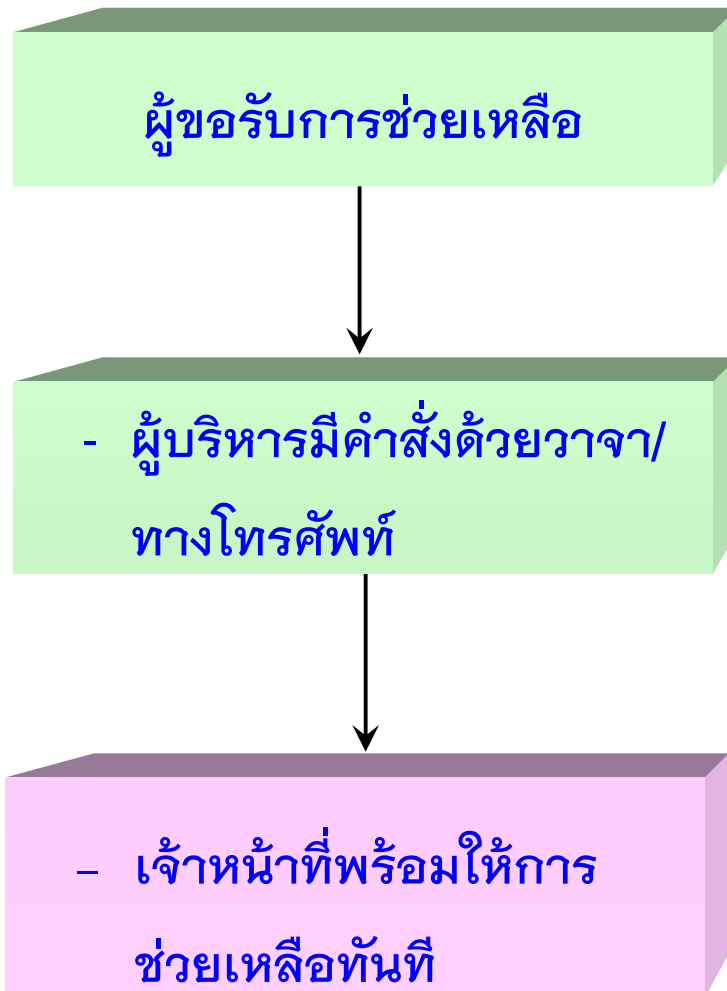 ผู้ขอรับการช่วยเหลือ
- ผู้บริหารมีคำสั่งด้วยวาจา/
ทางโทรศัพท์
- เจ้าหน้าที่พร้อมให้การ
ช่วยเหลือทันที